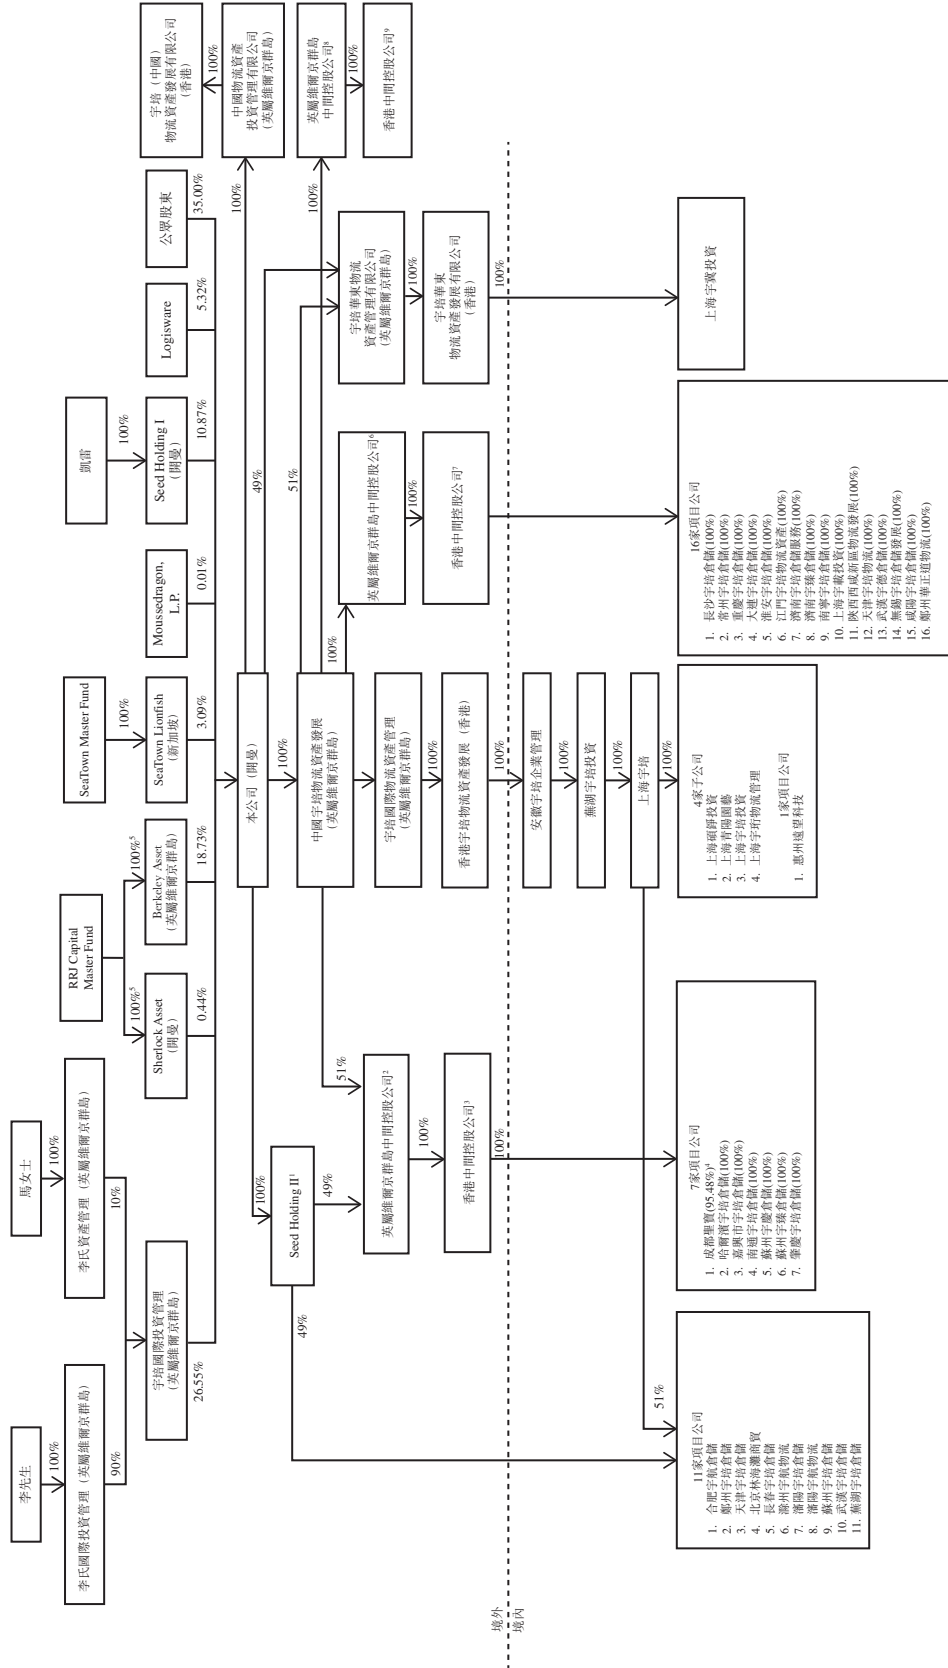 李先生
馬女士
100%
100%
李氏國際投資管理（英屬維爾京群島）
李氏資產管理（英屬維爾京群島）
90%
10%
RRJ Capital
Master Fund
SeaTown Master Fund
凱雷
100%⁵
100%⁵
100%
100%
宇培國際投資管理
（英屬維爾京群島）
Sherlock Asset
（開曼）
Berkeley Asset
（英屬維爾京群島）
SeaTown Lionfish
（新加坡）
Moussedragon,
L.P.
Seed Holding I
（開曼）
Logisware
公眾股東
26.55%
0.44%
18.73%
3.09%
0.01%
10.87%
5.32%
35.00%
本公司（開曼）
100%
100%
49%
100%
中國物流資產
投資管理有限公司
（英屬維爾京群島）
100%
宇培（中國）
物流資產發展有限公司
（香港）
Seed Holding II¹
49%
49%
中國宇培物流資產發展
（英屬維爾京群島）
51%
51%
100%
100%
英屬維爾京群島
中間控股公司⁸
100%
香港中間控股公司⁹
英屬維爾京群島中間控股公司²
100%
香港中間控股公司³
100%
宇培國際物流資產管理
（英屬維爾京群島）
100%
香港宇培物流資產發展（香港）
100%
英屬維爾京群島中間控股公司⁶
100%
香港中間控股公司⁷
宇培華東物流
資產管理有限公司
（英屬維爾京群島）
100%
宇培華東
物流資產發展有限公司
（香港）
100%
境外
境內
安徽宇培企業管理
100%
蕪湖宇培投資
100%
上海宇培
51%
100%
11家項目公司
1. 合肥宇航倉儲
2. 鄭州宇培倉儲
3. 天津宇培倉儲
4. 北京林海灘商貿
5. 長春宇培倉儲
6. 滁州宇航物流
7. 瀋陽宇培倉儲
8. 瀋陽宇航物流
9. 蘇州宇培倉儲
10. 武漢宇培倉儲
11. 蕪湖宇培倉儲
7家項目公司
1. 成都聖寶(95.48%)⁴
2. 哈爾濱宇培倉儲(100%)
3. 嘉興市宇培倉儲(100%)
4. 南通宇培倉儲(100%)
5. 蘇州宇慶倉儲(100%)
6. 蘇州宇臻倉儲(100%)
7. 肇慶宇培倉儲(100%)
4家子公司
1. 上海碩錚投資
2. 上海青陽園藝
3. 上海宇培投資
4. 上海宇珩物流管理
1家項目公司
1. 惠州遠望科技
16家項目公司
1. 長沙宇培倉儲(100%)
2. 常州宇培倉儲(100%)
3. 重慶宇培倉儲(100%)
4. 大連宇培倉儲(100%)
5. 淮安宇培倉儲(100%)
6. 江門宇培物流資產(100%)
7. 濟南宇培倉儲服務(100%)
8. 濟南宇臻倉儲(100%)
9. 南寧宇培倉儲(100%)
10. 上海宇載投資(100%)
11. 陝西西咸新區物流發展(100%)
12. 天津宇培物流(100%)
13. 武漢宇德倉儲(100%)
14. 無錫宇培倉儲發展(100%)
15. 咸陽宇培倉儲(100%)
16. 鄭州華正道物流(100%)
上海宇冀投資